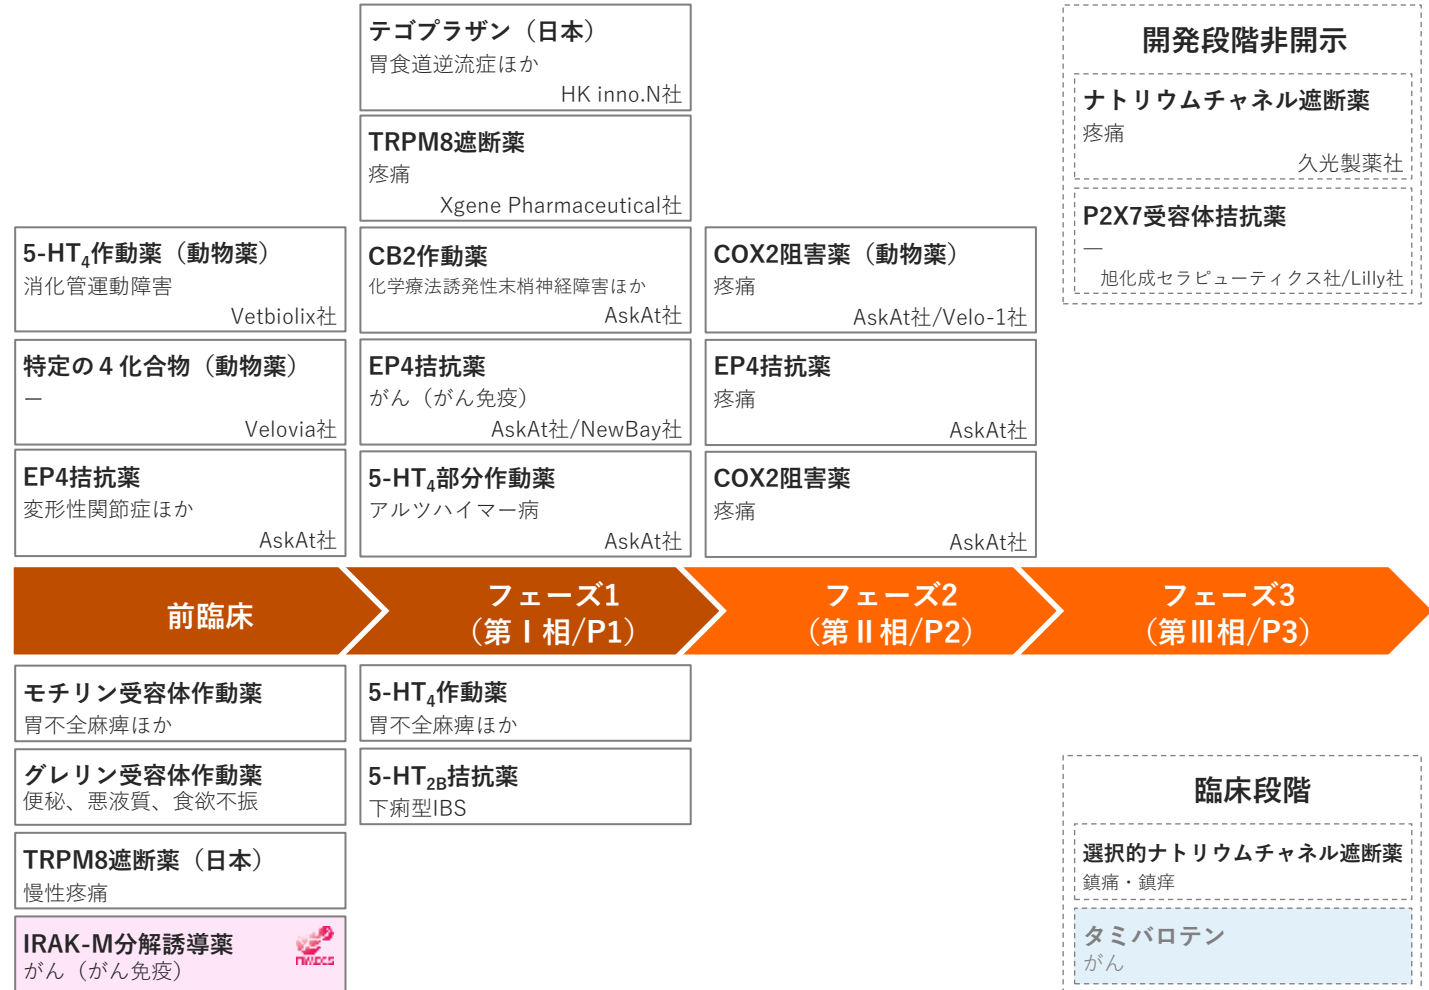 テゴプラザン（日本）
胃食道逆流症ほか
HK inno.N社
TRPM8遮断薬
疼痛
Xgene Pharmaceutical社
5-HT₄作動薬（動物薬）
消化管運動障害
Vetbiolix社
CB2作動薬
化学療法誘発性末梢神経障害ほか
AskAt社
COX2阻害薬（動物薬）
疼痛
AskAt社/Velo-1社
特定の４化合物（動物薬）
—
Velovia社
EP4拮抗薬
がん（がん免疫）
AskAt社/NewBay社
EP4拮抗薬
疼痛
AskAt社
EP4拮抗薬
変形性関節症ほか
AskAt社
5-HT₄部分作動薬
アルツハイマー病
AskAt社
COX2阻害薬
疼痛
AskAt社
開発段階非開示
ナトリウムチャネル遮断薬
疼痛
久光製薬社
P2X7受容体拮抗薬
—
旭化成セラピューティクス社/Lilly社
前臨床
フェーズ1
（第Ⅰ相/P1）
フェーズ2
（第Ⅱ相/P2）
フェーズ3
（第Ⅲ相/P3）
モチリン受容体作動薬
胃不全麻痺ほか
グレリン受容体作動薬
便秘、悪液質、食欲不振
TRPM8遮断薬（日本）
慢性疼痛
IRAK-M分解誘導薬
がん（がん免疫）
5-HT₄作動薬
胃不全麻痺ほか
5-HT₂B拮抗薬
下痢型IBS
臨床段階
選択的ナトリウムチャネル遮断薬
鎮痛・鎮痒
タミバロテン
がん